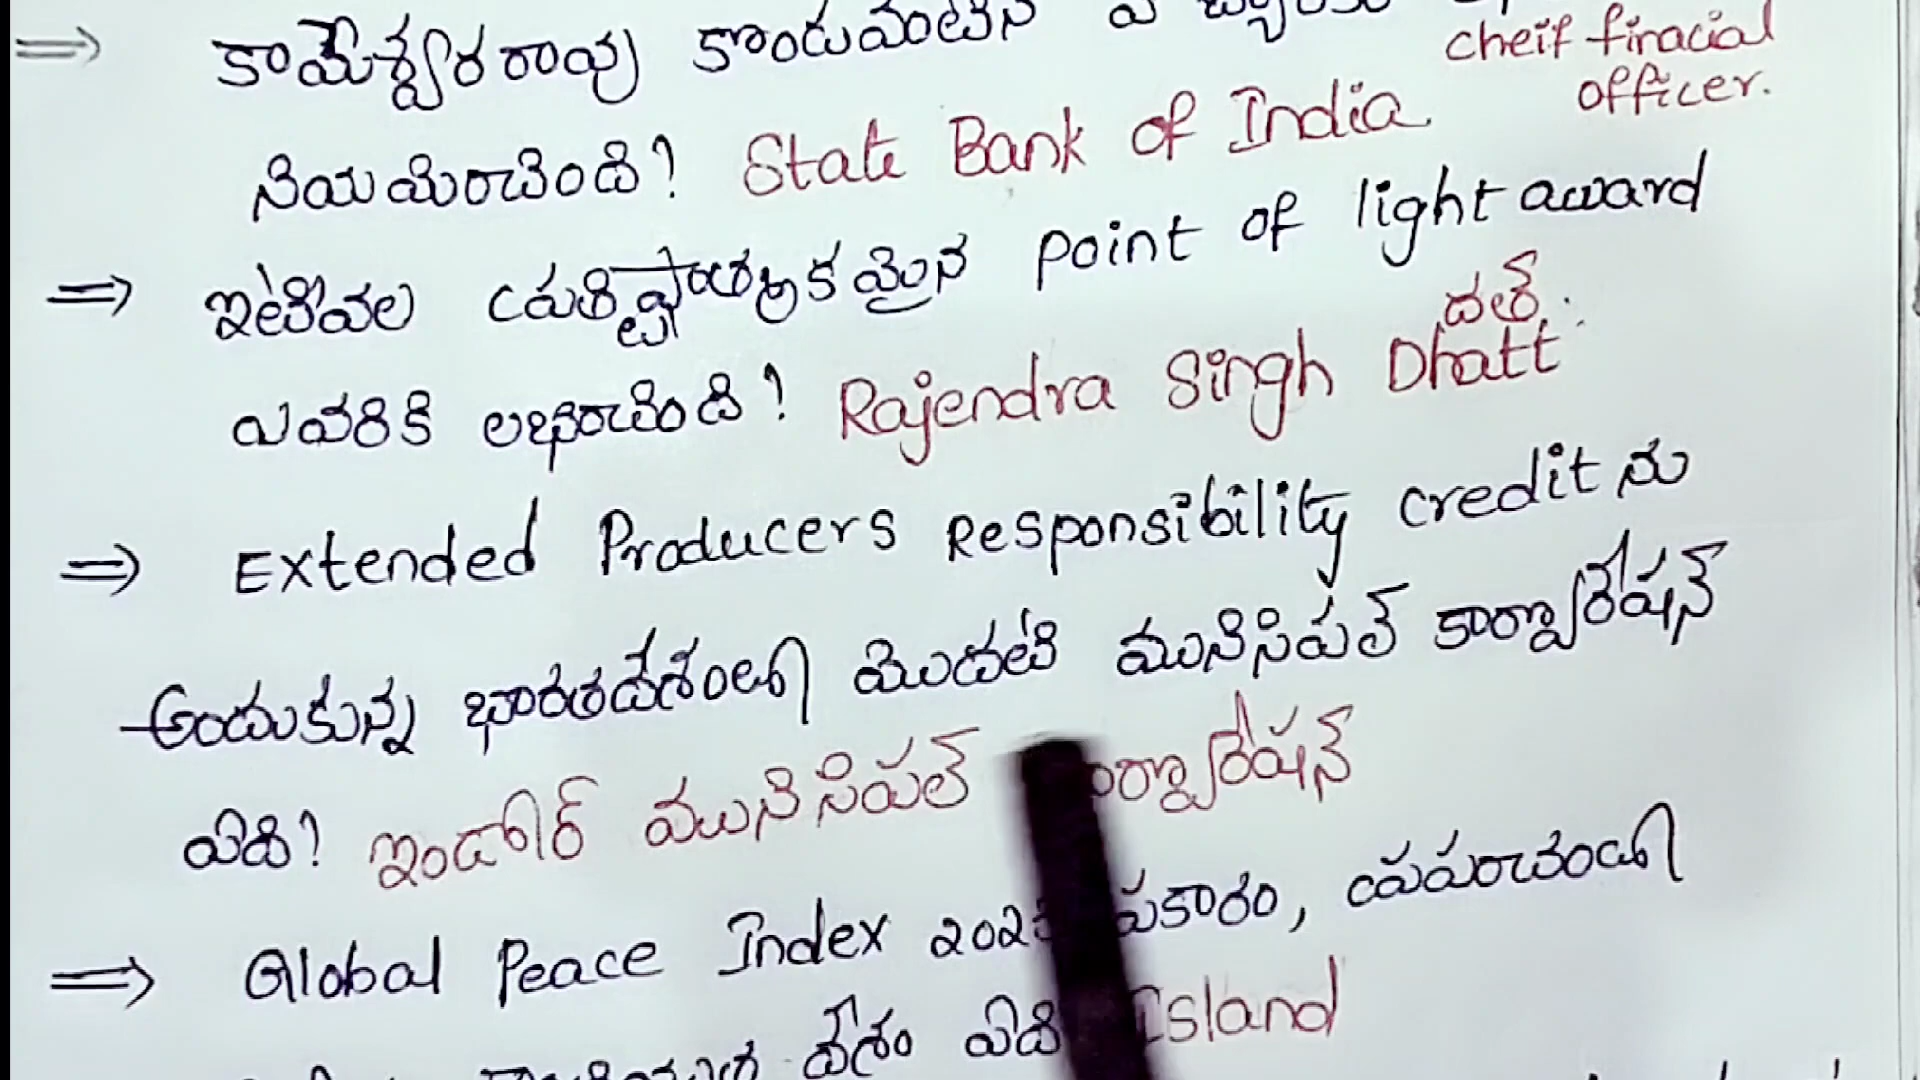 ⇒ కామేశ్వరరావు కొండుమంటిని
cheif firacial
officer.
నియమించింది? State Bank of India
⇒ ఇటీవల ప్రతిష్టాత్మకమైన point of light award
దత్
ఎవరికి లభించింది? Rajendra Singh Dhatt
⇒ Extended Producers Responsibility credit ను
అందుకున్న భారతదేశంలో మొదటి మునిసిపల్ కార్పొరేషన్
ఏది? ఇండోర్ మునిసిపల్ కార్పొరేషన్
⇒ Global Peace Index ప్రకారం, ప్రపంచంలో
దేశం ఏది Island